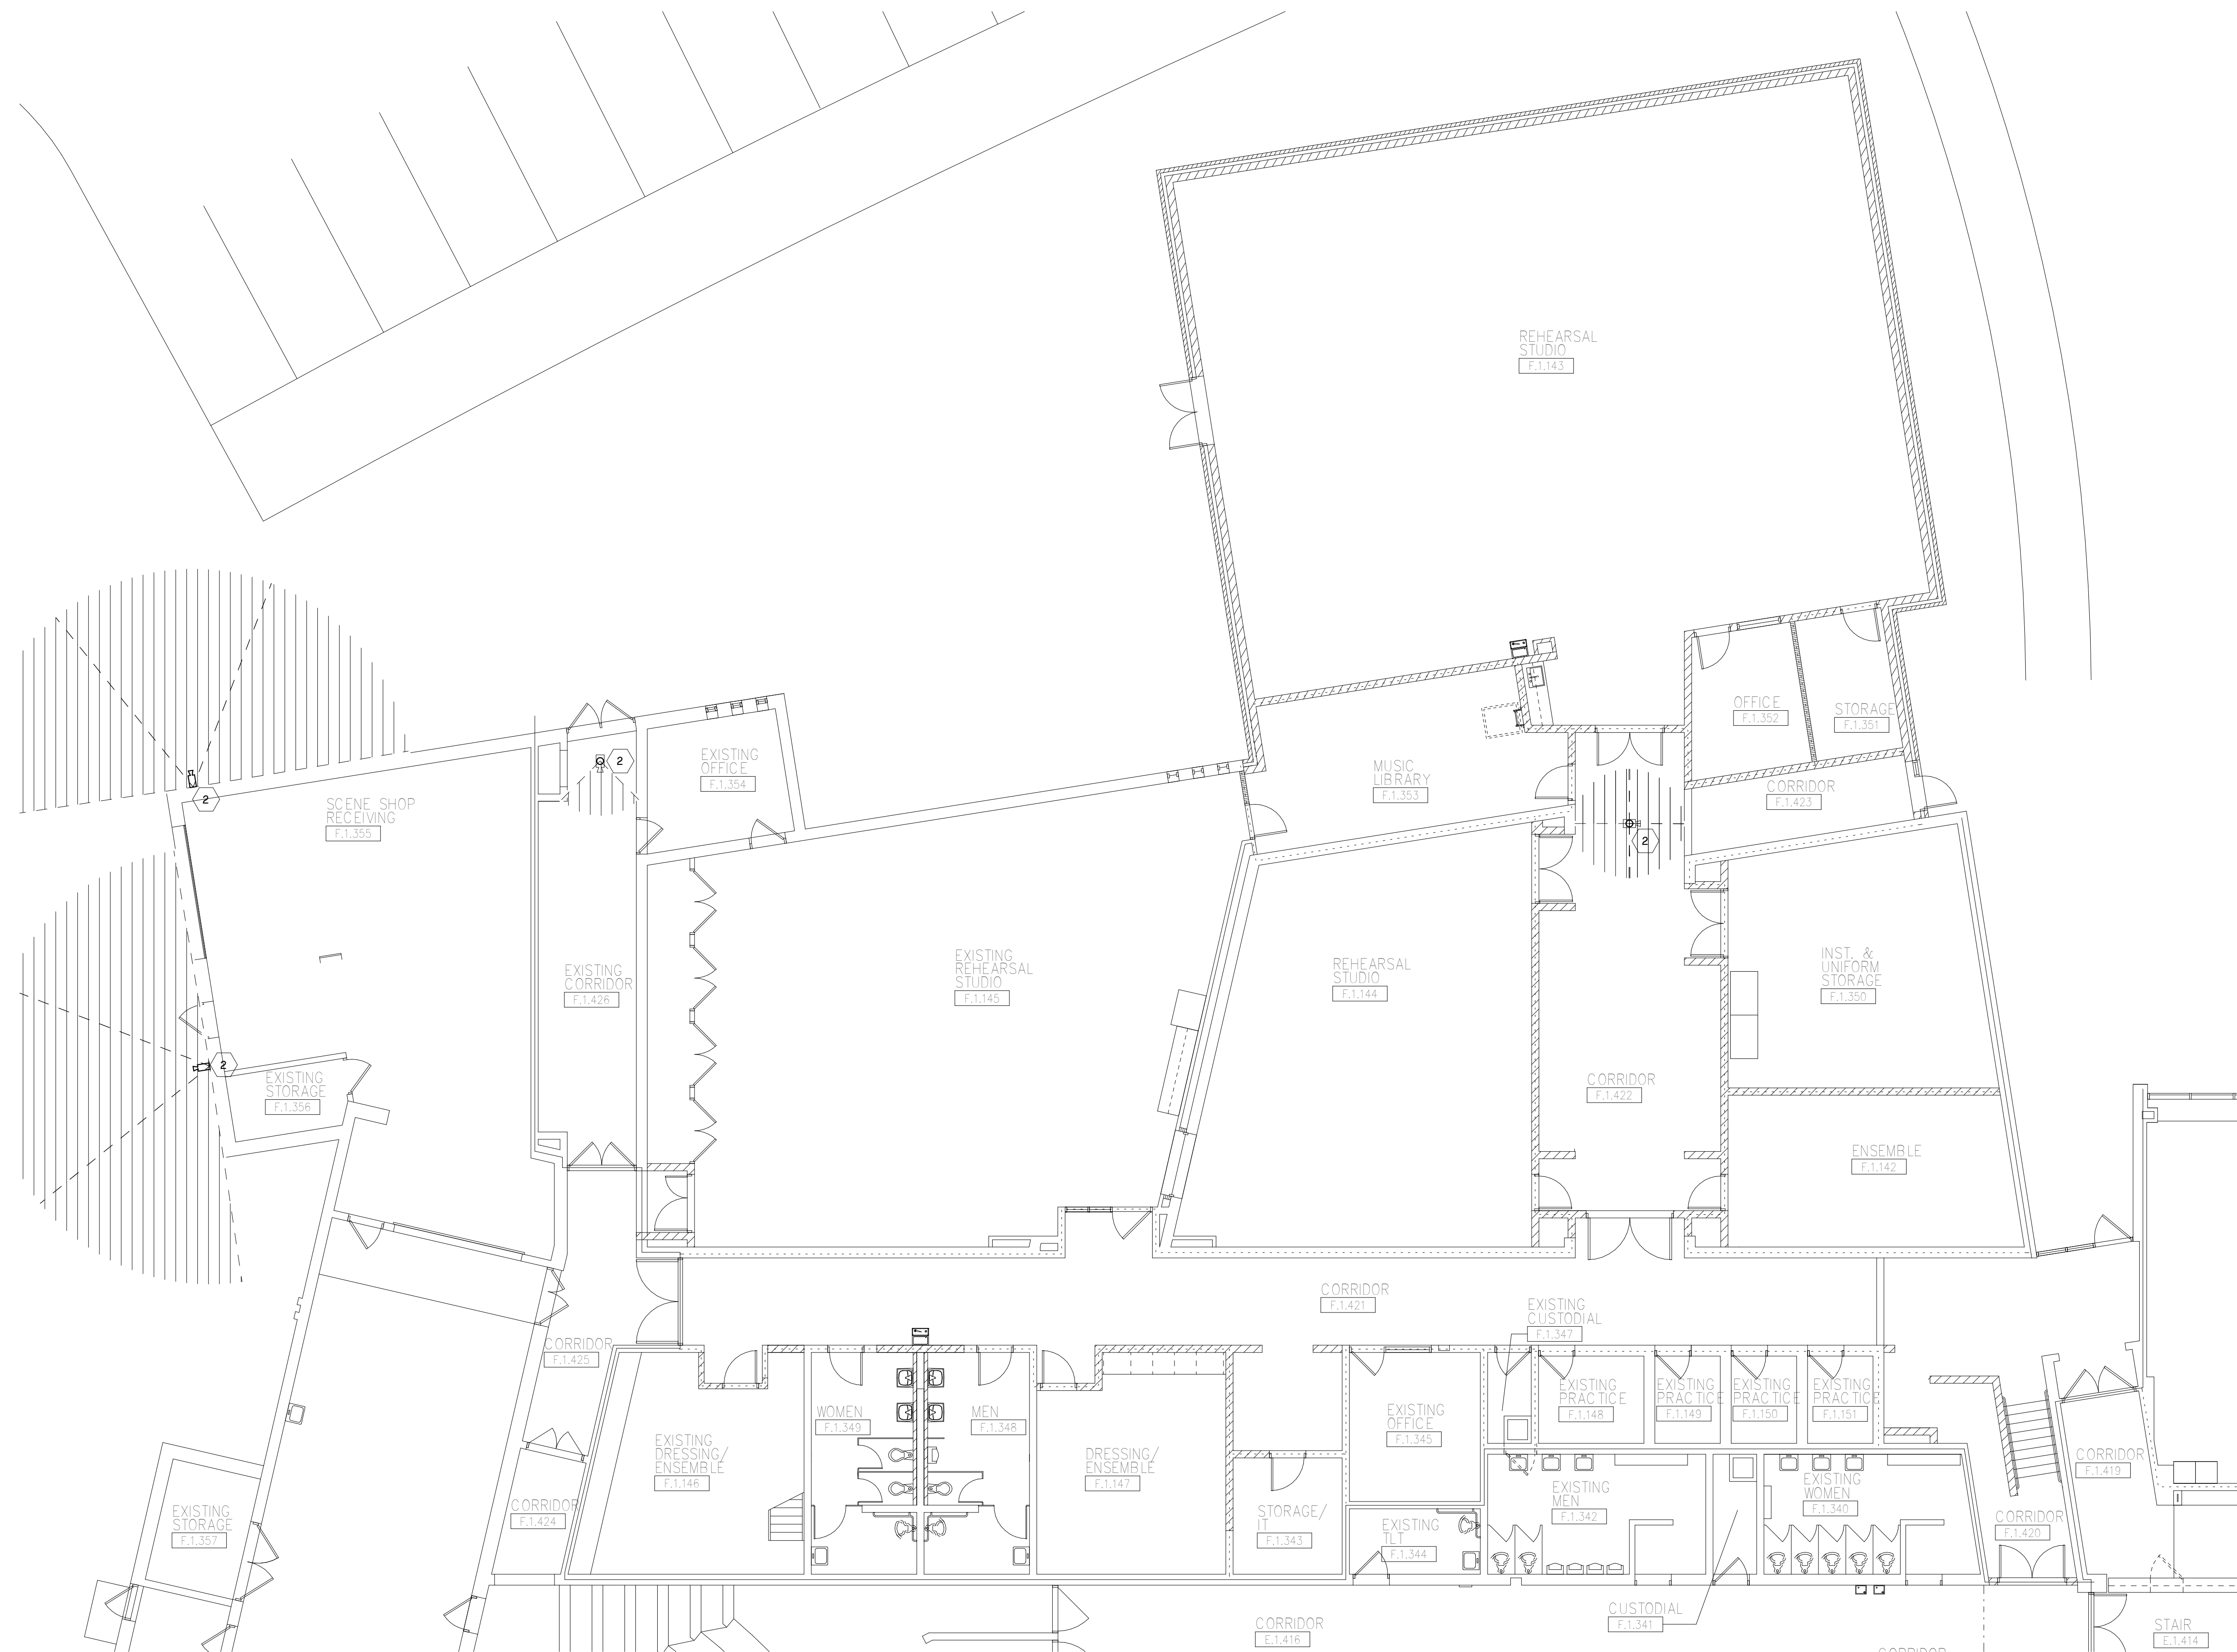 REHEARSAL
STUDIO
F.1.143
OFFICE
F.1.352
STORAGE
F.1.351
MUSIC
LIBRARY
F.1.353
CORRIDOR
F.1.423
2
EXISTING
OFFICE
F.1.354
2
SCENE SHOP
RECEIVING
F.1.355
2
2
EXISTING
CORRIDOR
F.1.426
EXISTING
REHEARSAL
STUDIO
F.1.145
REHEARSAL
STUDIO
F.1.144
INST. &
UNIFORM
STORAGE
F.1.350
EXISTING
STORAGE
F.1.356
2
CORRIDOR
F.1.422
ENSEMBLE
F.1.142
CORRIDOR
F.1.421
EXISTING
CUSTODIAL
F.1.347
CORRIDOR
F.1.425
EXISTING
PRACTICE
F.1.148
EXISTING
PRACTICE
F.1.149
EXISTING
PRACTICE
F.1.150
EXISTING
PRACTICE
F.1.151
WOMEN
F.1.349
MEN
F.1.348
EXISTING
OFFICE
F.1.345
EXISTING
DRESSING/
ENSEMBLE
F.1.146
DRESSING/
ENSEMBLE
F.1.147
CORRIDOR
F.1.419
EXISTING
MEN
F.1.342
EXISTING
WOMEN
F.1.340
EXISTING
STORAGE
F.1.357
CORRIDOR
F.1.424
STORAGE/
IT
F.1.343
EXISTING
TLT
F.1.344
CORRIDOR
F.1.420
CORRIDOR
E.1.416
CUSTODIAL
F.1.341
STAIR
E.1.414
CORRIDOR